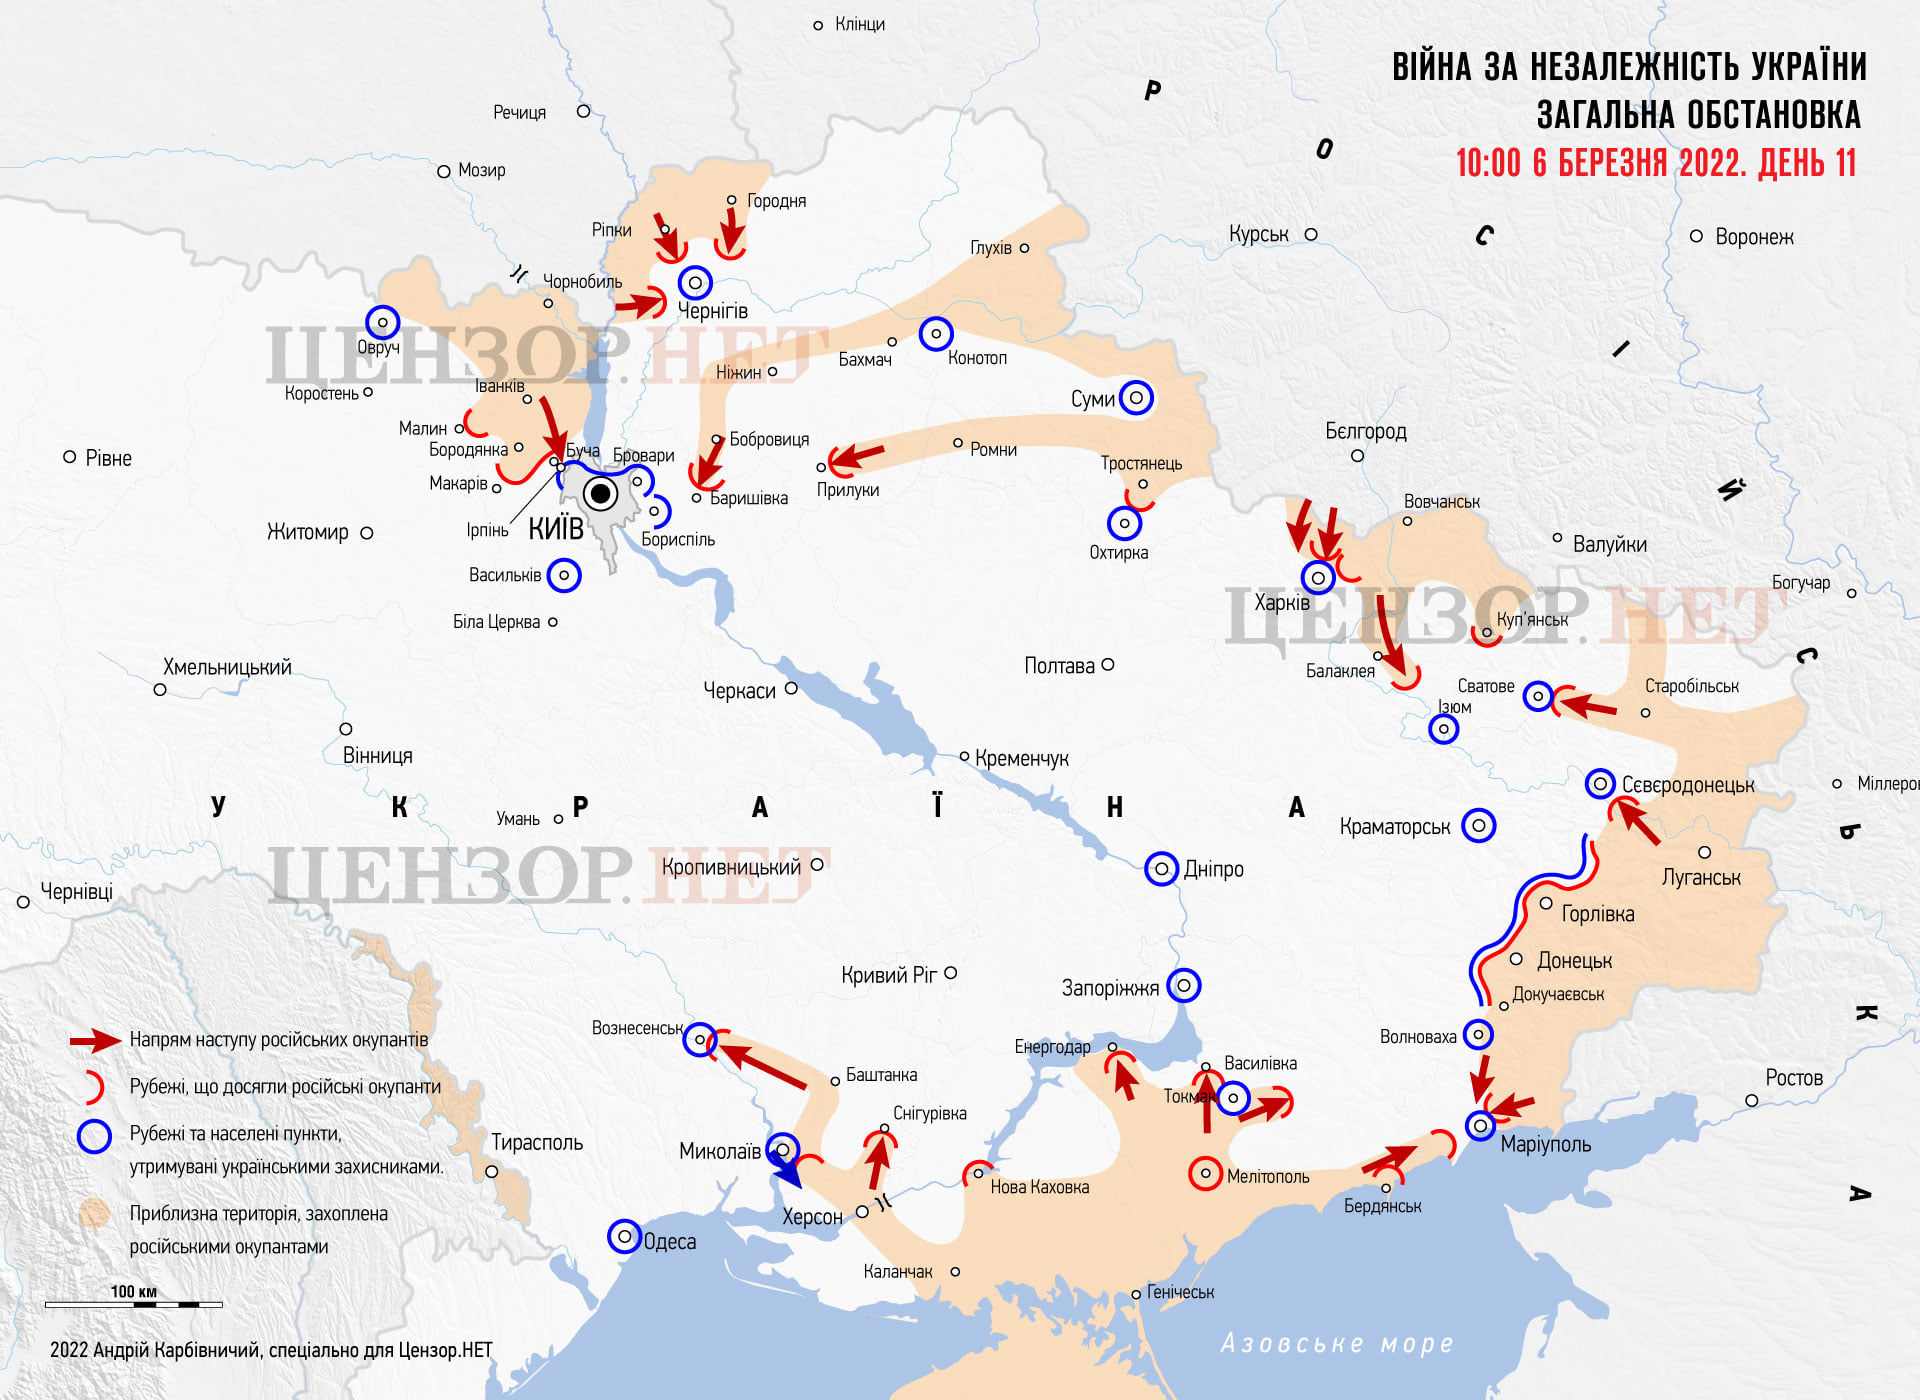 ВІЙНА ЗА НЕЗАЛЕЖНІСТЬ УКРАЇНИ
ЗАГАЛЬНА ОБСТАНОВКА
10:00 6 БЕРЕЗНЯ 2022. ДЕНЬ 11
Клінци
Речиця
Мозир
Городня
Ріпки
Глухів
Курськ
Воронеж
Чорнобиль
Чернігів
Овруч
ЦЕНЗОР.НЕТ
Бахмач
Конотоп
Ніжин
Іванків
Коростень
Суми
Малин
Бородянка
Буча
Бровари
Бобровиця
Ромни
Бєлгород
Рівне
Макарів
Прилуки
Тростянець
Баришівка
Вовчанськ
Житомир
Ірпінь
КИЇВ
Бориспіль
Охтирка
Валуйки
Васильків
Богучар
Харків
ЦЕНЗОР.НЕТ
Біла Церква
Куп'янськ
Хмельницький
Полтава
Балаклея
Черкаси
Сватове
Старобільськ
Ізюм
Вінниця
Кременчук
Сєвєродонецьк
Міллеро
У К Р А Ї Н А
Р О С І Й С Ь К А
Умань
Краматорськ
ЦЕНЗОР.НЕТ
Кропивницький
Дніпро
Луганськ
Чернівці
Горлівка
Донецьк
Кривий Ріг
Запоріжжя
Докучаєвськ
Вознесенськ
Волноваха
Енергодар
Василівка
Баштанка
Ростов
Токмак
Снігурівка
Тирасполь
Миколаїв
Маріуполь
Нова Каховка
Мелітополь
Бердянськ
Херсон
Одеса
Каланчак
Генічеськ
Азовське море
Напрям наступу російських окупантів
Рубежі, що досягли російські окупанти
Рубежі та населені пункти,
утримувані українськими захисниками.
Приблизна територія, захоплена
російськими окупантами
100 км
2022 Андрій Карбівничий, спеціально для Цензор.НЕТ